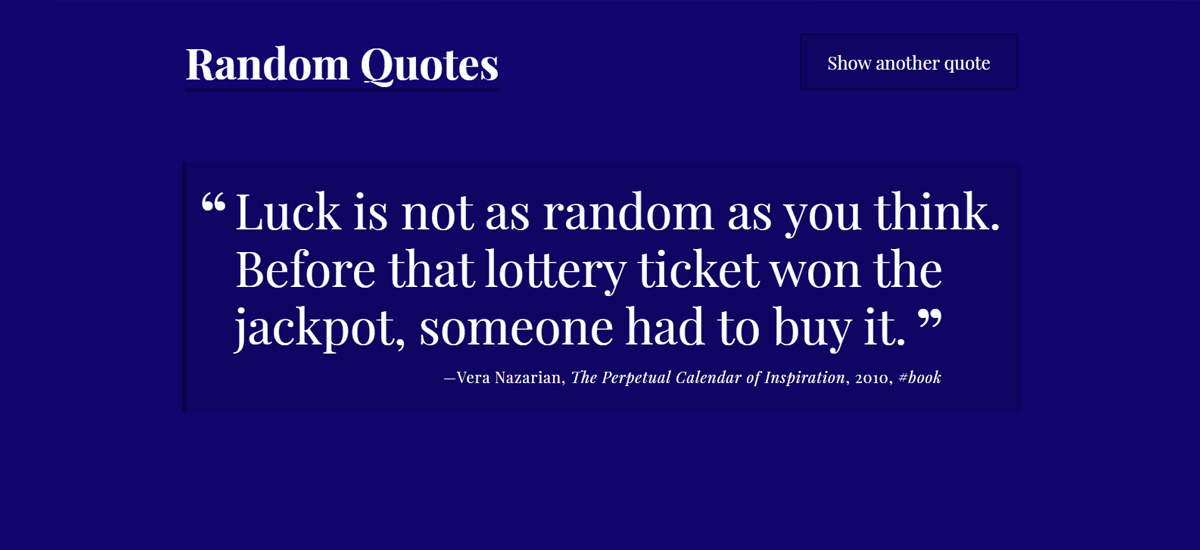 Random Quotes
Show another quote
“ Luck is not as random as you think.
Before that lottery ticket won the
jackpot, someone had to buy it. ”
—Vera Nazarian, The Perpetual Calendar of Inspiration, 2010, #book